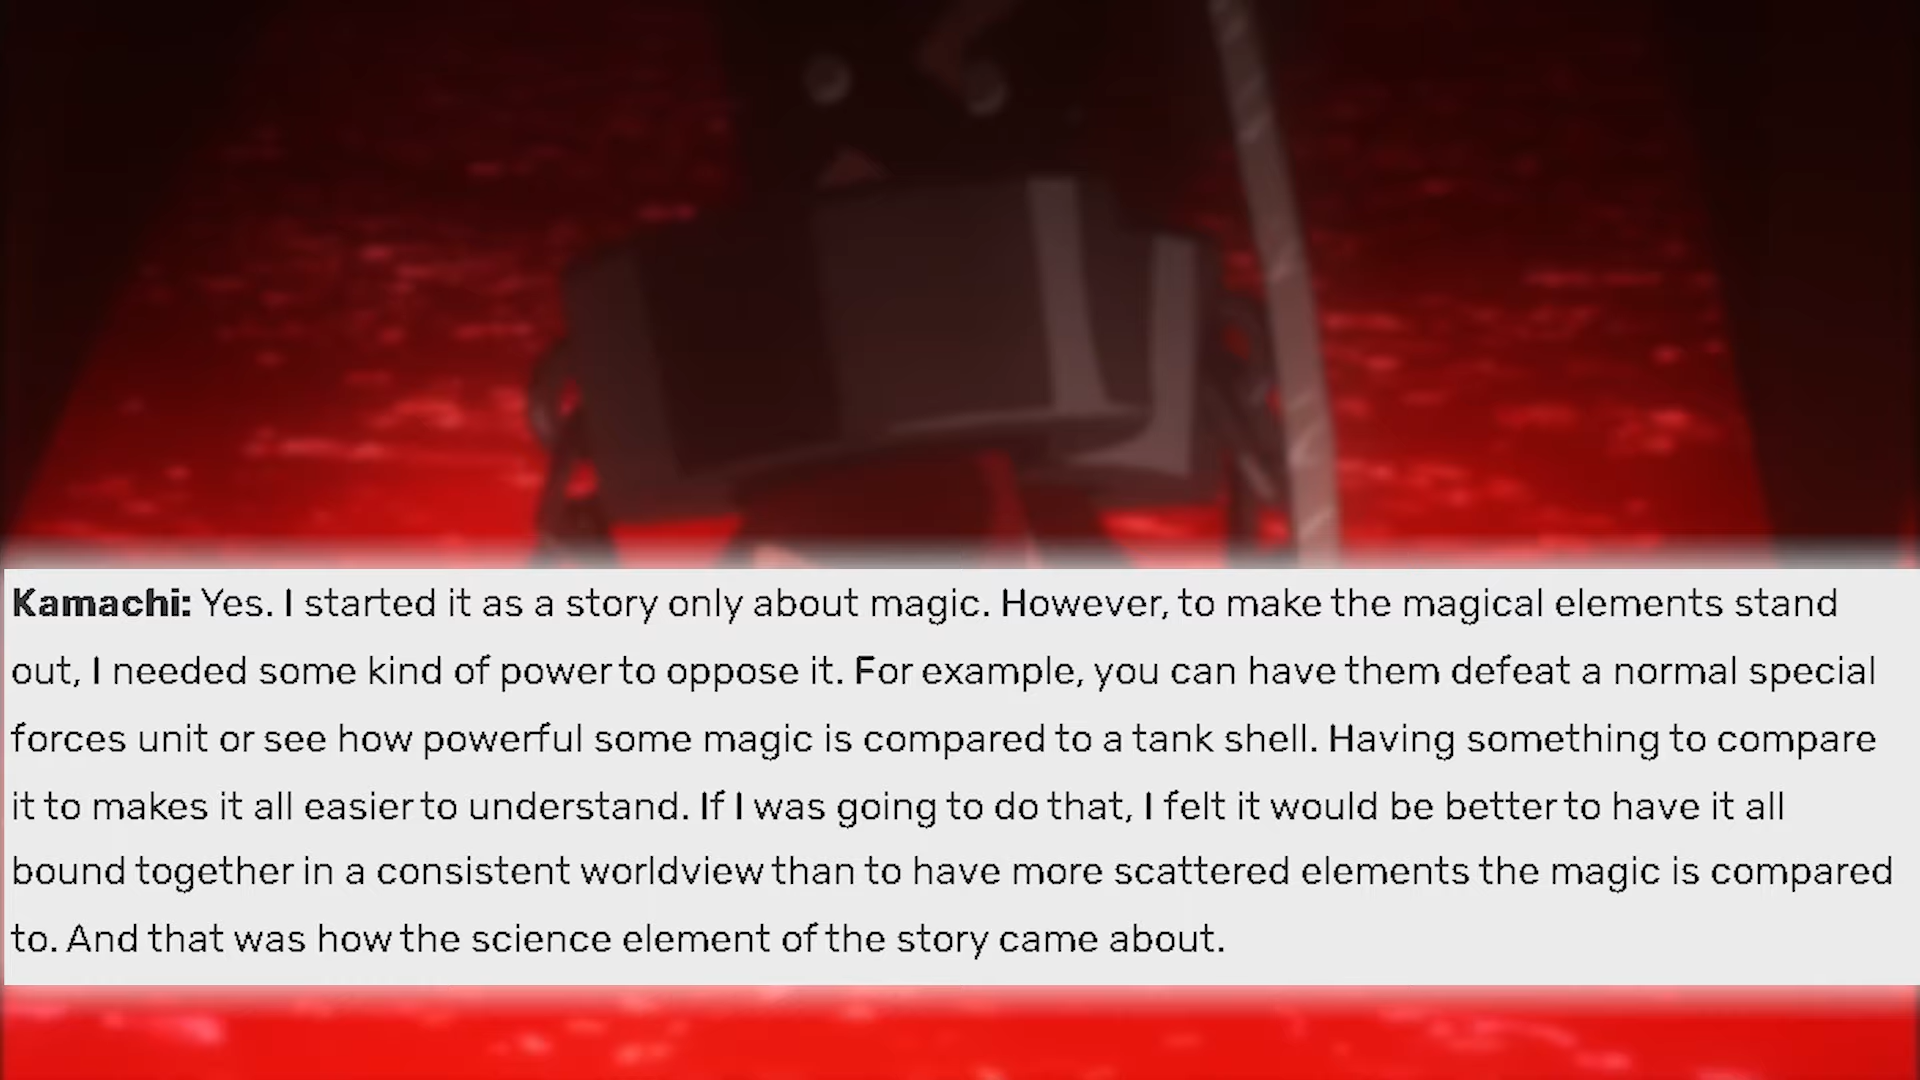 Kamachi: Yes. I started it as a story only about magic. However, to make the magical elements stand
out, I needed some kind of power to oppose it. For example, you can have them defeat a normal special
forces unit or see how powerful some magic is compared to a tank shell. Having something to compare
it to makes it all easier to understand. If I was going to do that, I felt it would be better to have it all
bound together in a consistent worldview than to have more scattered elements the magic is compared
to. And that was how the science element of the story came about.